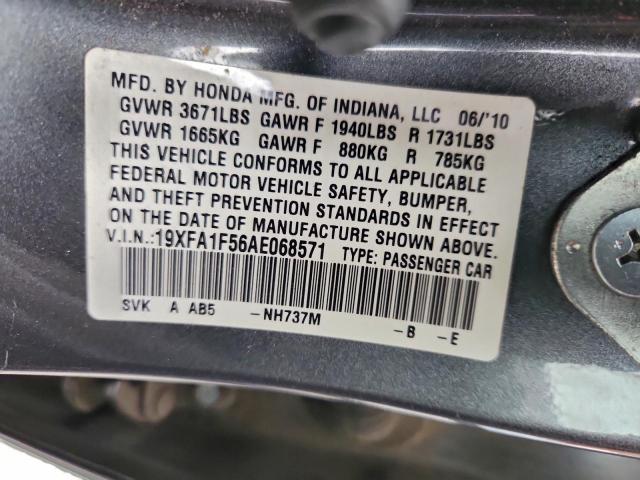 MFD. BY HONDA MFG. OF INDIANA, LLC 06/'10
GVWR 3671LBS GAWR F 1940LBS R 1731LBS
GVWR 1665KG GAWR F 880KG R 785KG
THIS VEHICLE CONFORMS TO ALL APPLICABLE
FEDERAL MOTOR VEHICLE SAFETY, BUMPER,
AND THEFT PREVENTION STANDARDS IN EFFECT
ON THE DATE OF MANUFACTURE SHOWN ABOVE.
V.I.N.:19XFA1F56AE068571 TYPE: PASSENGER CAR
SVK A AB5 -NH737M -B -E